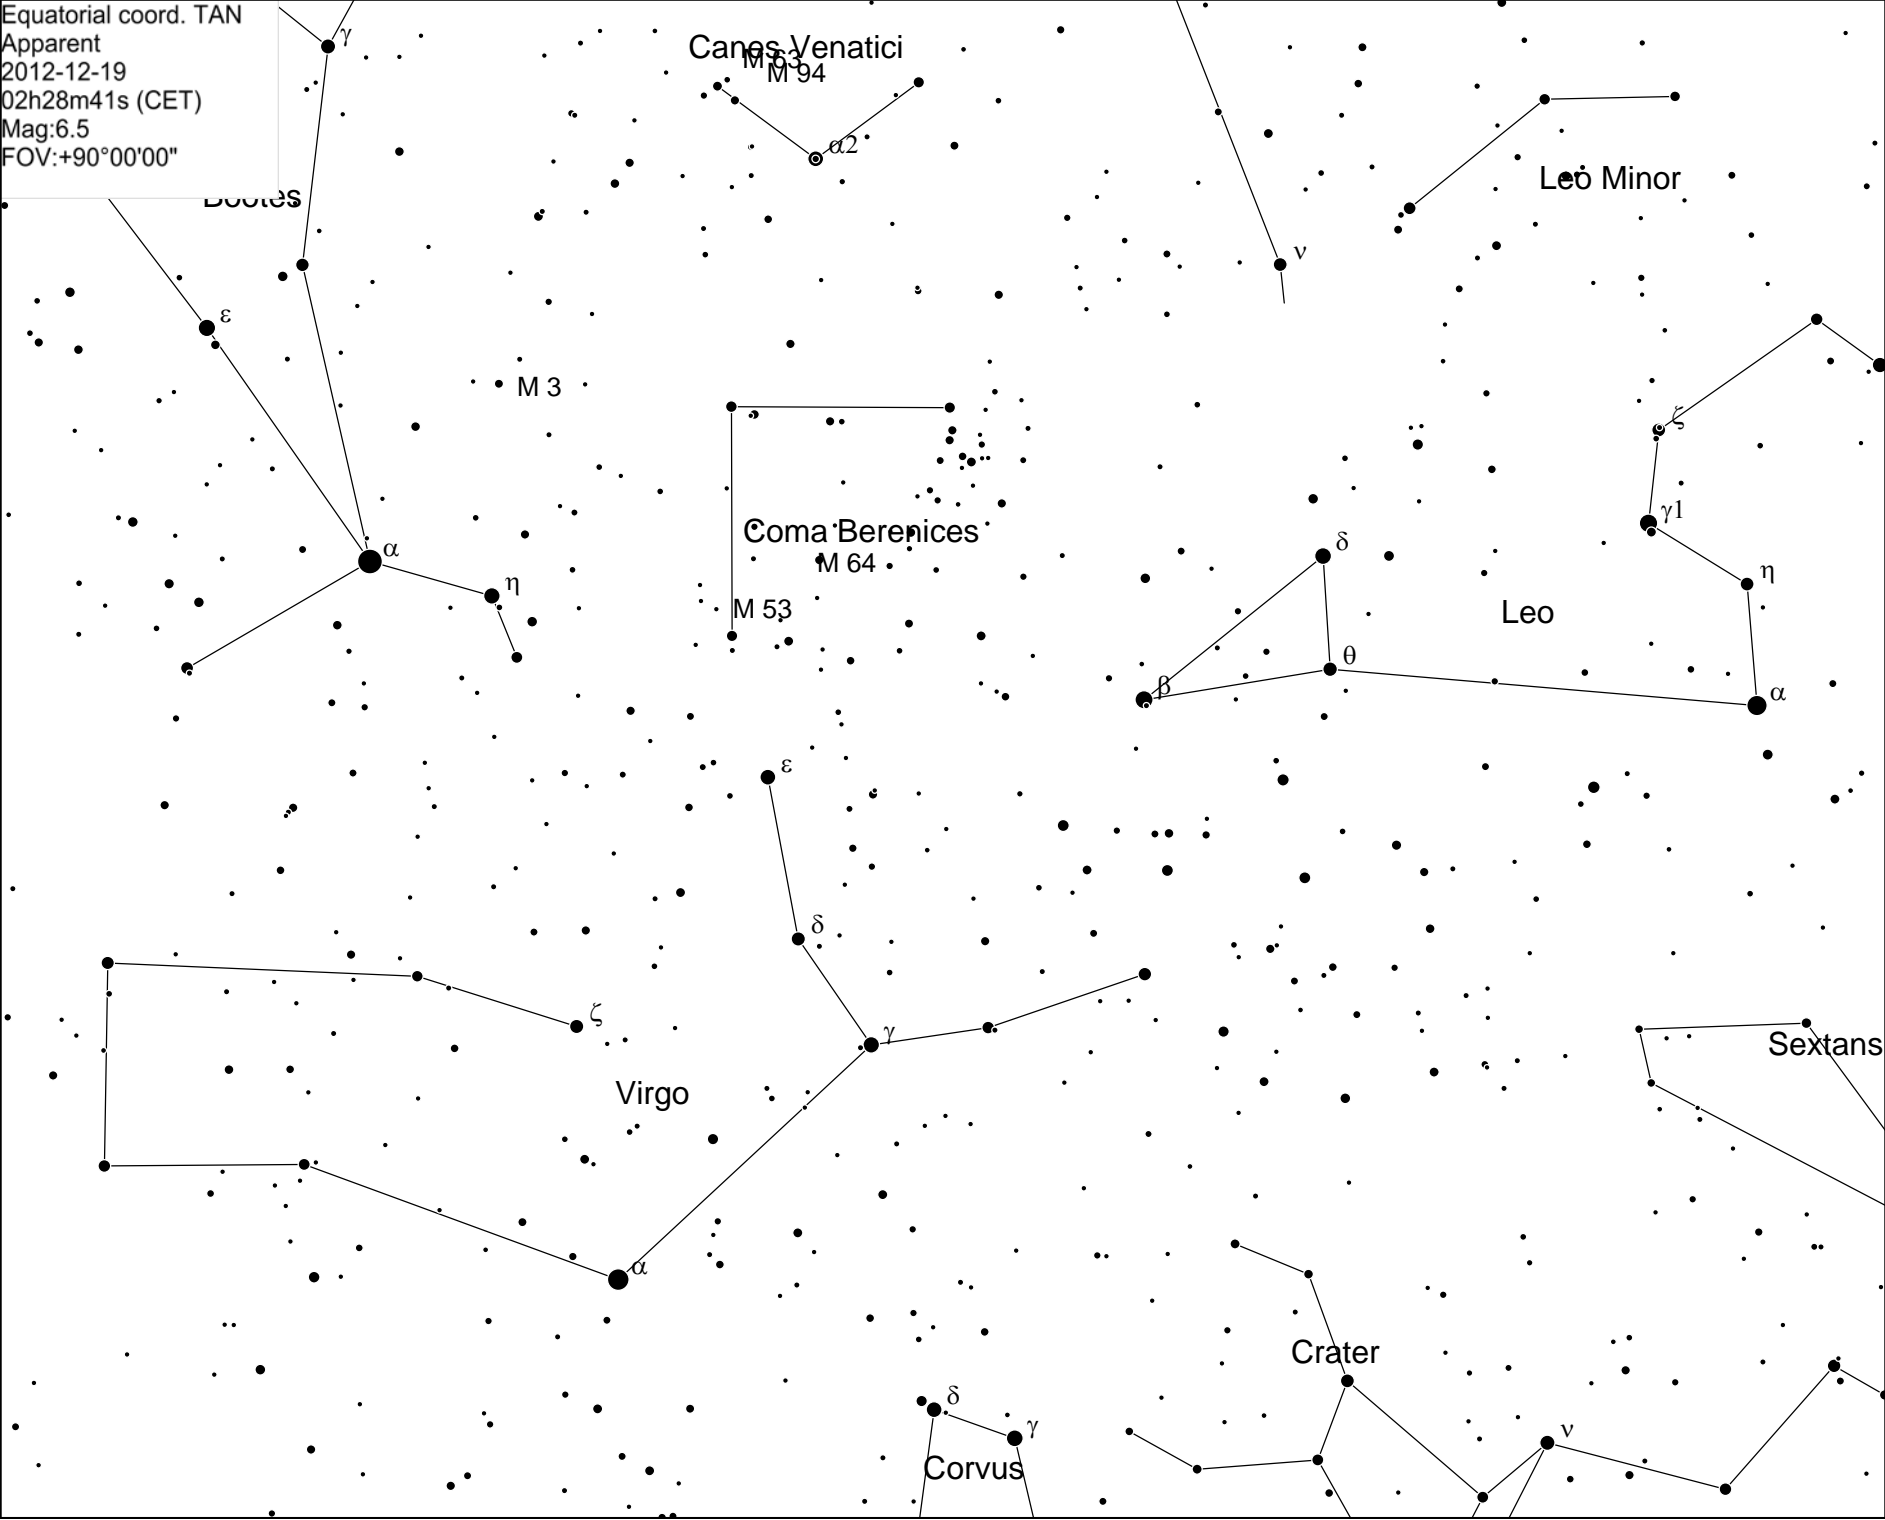 Equatorial coord. TAN
Apparent
2012-12-19
02h28m41s (CET)
Mag:6.5
FOV:+90°00'00"
γ
Canes Venatici
M 63
M 94
α2
Bootes
Leo Minor
ν
ε
M 3
ζ
γ1
Coma Berenices
M 64
α
δ
η
η
M 53
Leo
θ
β
α
ε
δ
ζ
γ
Sextans
Virgo
α
Crater
δ
γ
ν
Corvus